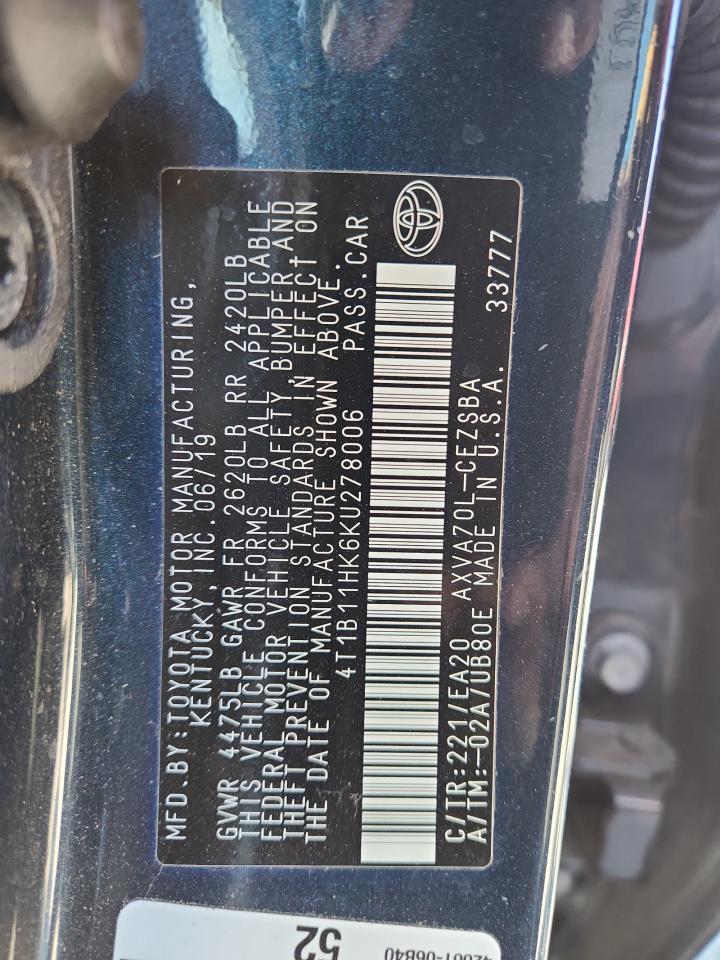 MFD.BY:TOYOTA MOTOR MANUFACTURING,
KENTUCKY, INC.06/19
GVWR 4475LB GAWR FR 2620LB RR 2420LB
THIS VEHICLE CONFORMS TO ALL APPLICABLE
FEDERAL MOTOR VEHICLE SAFETY, BUMPER, AND
THEFT PREVENTION STANDARDS IN EFFECT ON
THE DATE OF MANUFACTURE SHOWN ABOVE.
4T1B11HK6KU278006 PASS.CAR
C/TR:221/EA20 AXVA70L-CEZSBA
A/TM:-02A/UB80E MADE IN U.S.A. 33777
52